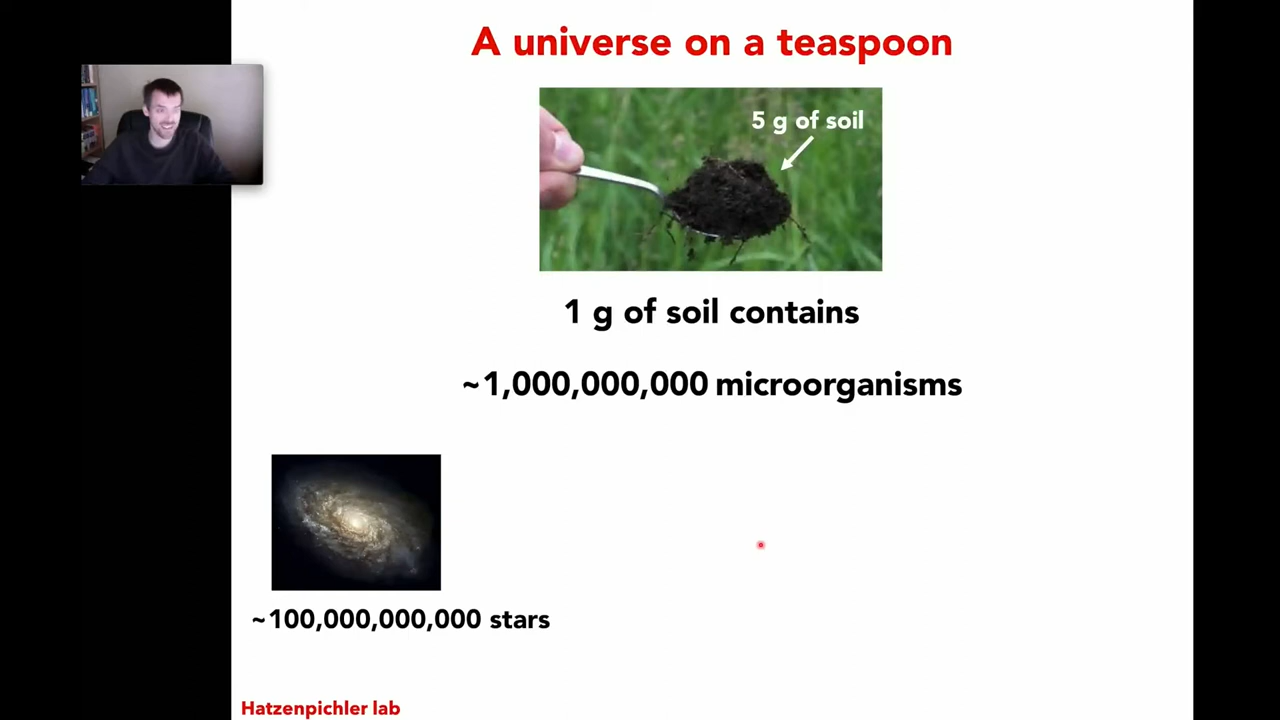 A universe on a teaspoon
5 g of soil
1 g of soil contains
~1,000,000,000 microorganisms
~100,000,000,000 stars
Hatzenpichler lab